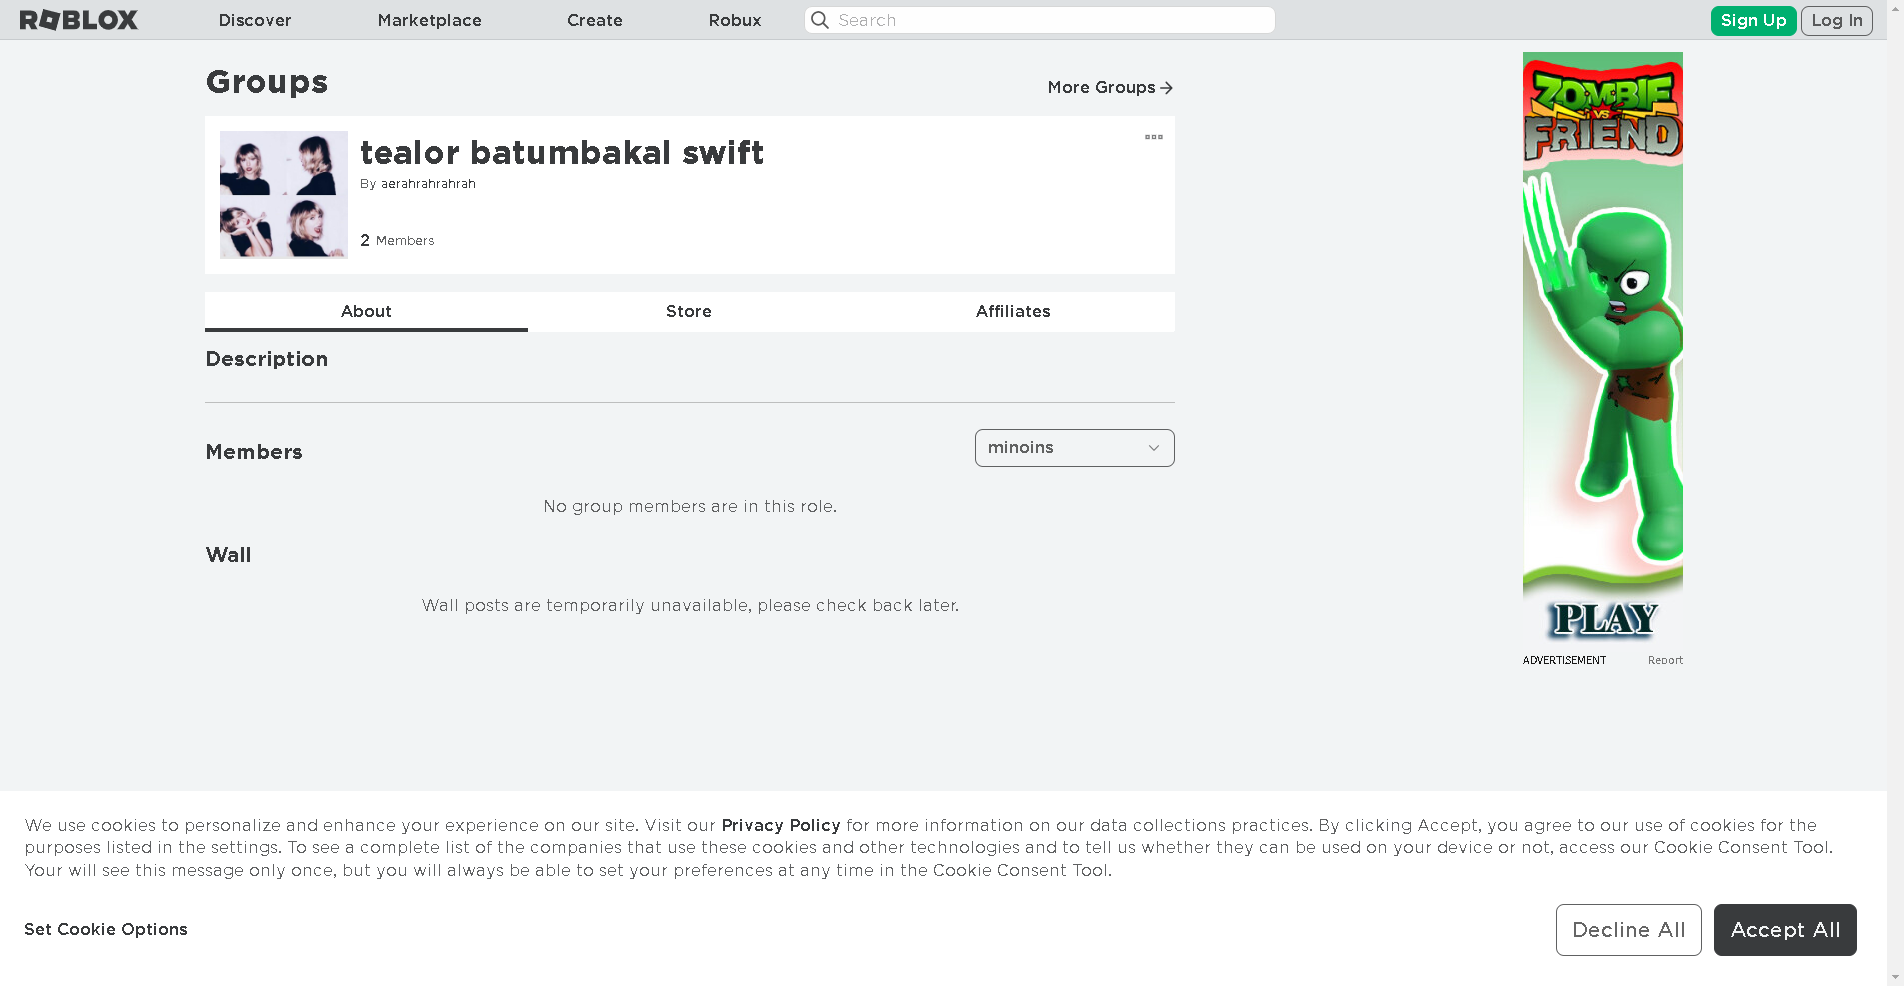 ROBLOX Discover Marketplace Create Robux Search Sign Up Log In
Groups
More Groups
tealor batumbakal swift
By aerahrahrahrah
2 Members
About Store Affiliates
Description
Members
minoins
No group members are in this role.
Wall
Wall posts are temporarily unavailable, please check back later.
ZOMBIE
VS
FRIEND
PLAY
ADVERTISEMENT Report
We use cookies to personalize and enhance your experience on our site. Visit our Privacy Policy for more information on our data collections practices. By clicking Accept, you agree to our use of cookies for the
purposes listed in the settings. To see a complete list of the companies that use these cookies and other technologies and to tell us whether they can be used on your device or not, access our Cookie Consent Tool.
Your will see this message only once, but you will always be able to set your preferences at any time in the Cookie Consent Tool.
Set Cookie Options
Decline All
Accept All